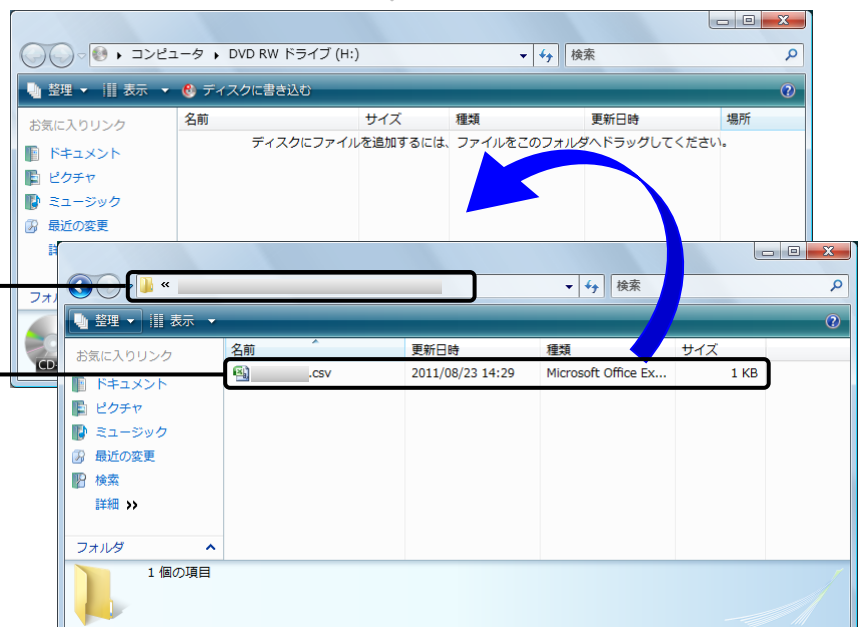 コンピュータ ▸ DVD RW ドライブ (H:)
検索
整理 表示 ディスクに書き込む
お気に入りリンク
名前 サイズ 種類 更新日時 場所
ディスクにファイルを追加するには、ファイルをこのフォルダへドラッグしてください。
ドキュメント
ピクチャ
ミュージック
最近の変更
詳
フォル
CD-
«
検索
整理 表示
お気に入りリンク
名前 更新日時 種類 サイズ
.csv 2011/08/23 14:29 Microsoft Office Ex... 1 KB
ドキュメント
ピクチャ
ミュージック
最近の変更
検索
詳細 »
フォルダ
1 個の項目